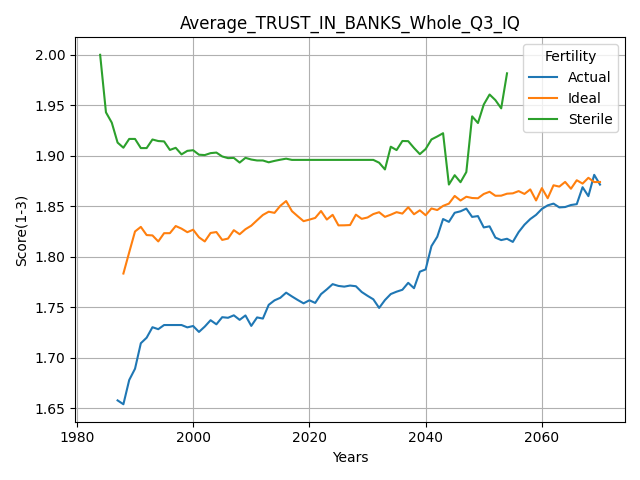 Average_TRUST_IN_BANKS_Whole_Q3_IQ
Fertility
Actual
Ideal
Sterile
Score(1-3)
2.00
1.95
1.90
1.85
1.80
1.75
1.70
1.65
1980
2000
2020
2040
2060
Years